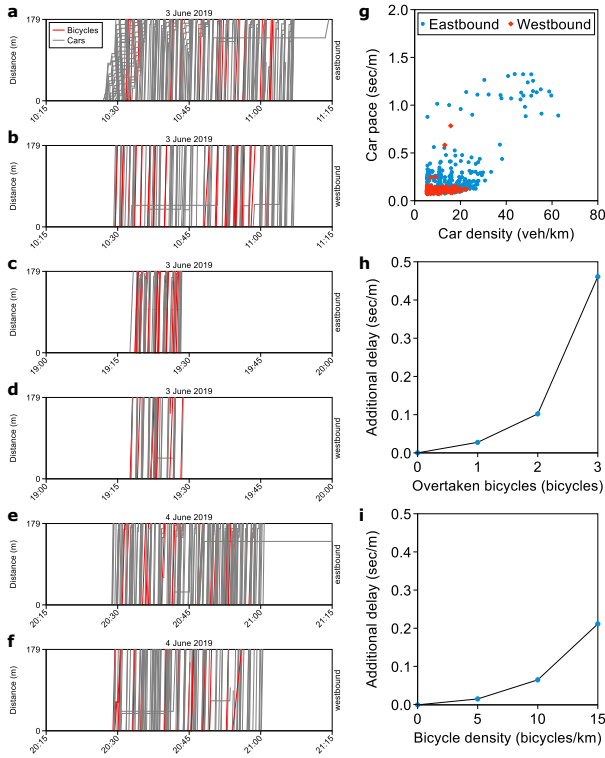 a
3 June 2019
179
Bicycles
Cars
Distance (m)
eastbound
0
10:15
10:30
10:45
11:00
11:15
b
3 June 2019
179
Distance (m)
westbound
0
10:15
10:30
10:45
11:00
11:15
c
3 June 2019
179
Distance (m)
eastbound
0
19:00
19:15
19:30
19:45
20:00
d
3 June 2019
179
Distance (m)
westbound
0
19:00
19:15
19:30
19:45
20:00
e
4 June 2019
179
Distance (m)
eastbound
0
20:15
20:30
20:45
21:00
21:15
f
4 June 2019
179
Distance (m)
westbound
0
20:15
20:30
20:45
21:00
21:15
g
Eastbound Westbound
Car pace (sec/m)
2.0
1.5
1.0
0.5
0.0
0 20 40 60 80
Car density (veh/km)
h
Additional delay (sec/m)
0.5
0.4
0.3
0.2
0.1
0.0
0 1 2 3
Overtaken bicycles (bicycles)
i
Additional delay (sec/m)
0.5
0.4
0.3
0.2
0.1
0.0
0 5 10 15
Bicycle density (bicycles/km)